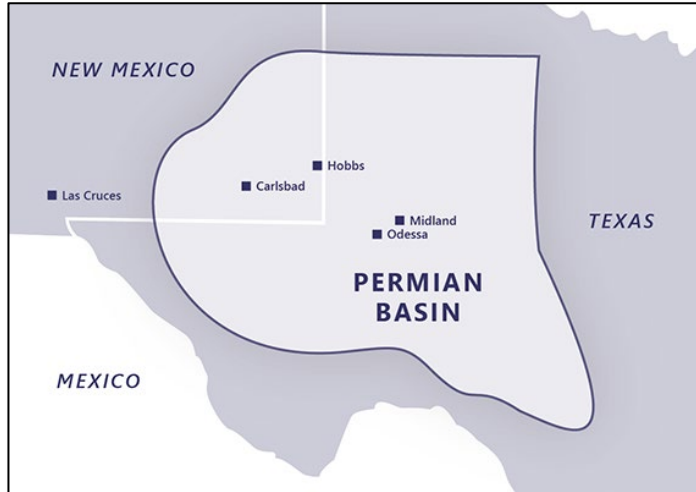 NEW MEXICO
Hobbs
Carlsbad
Las Cruces
Midland
TEXAS
Odessa
PERMIAN
BASIN
MEXICO